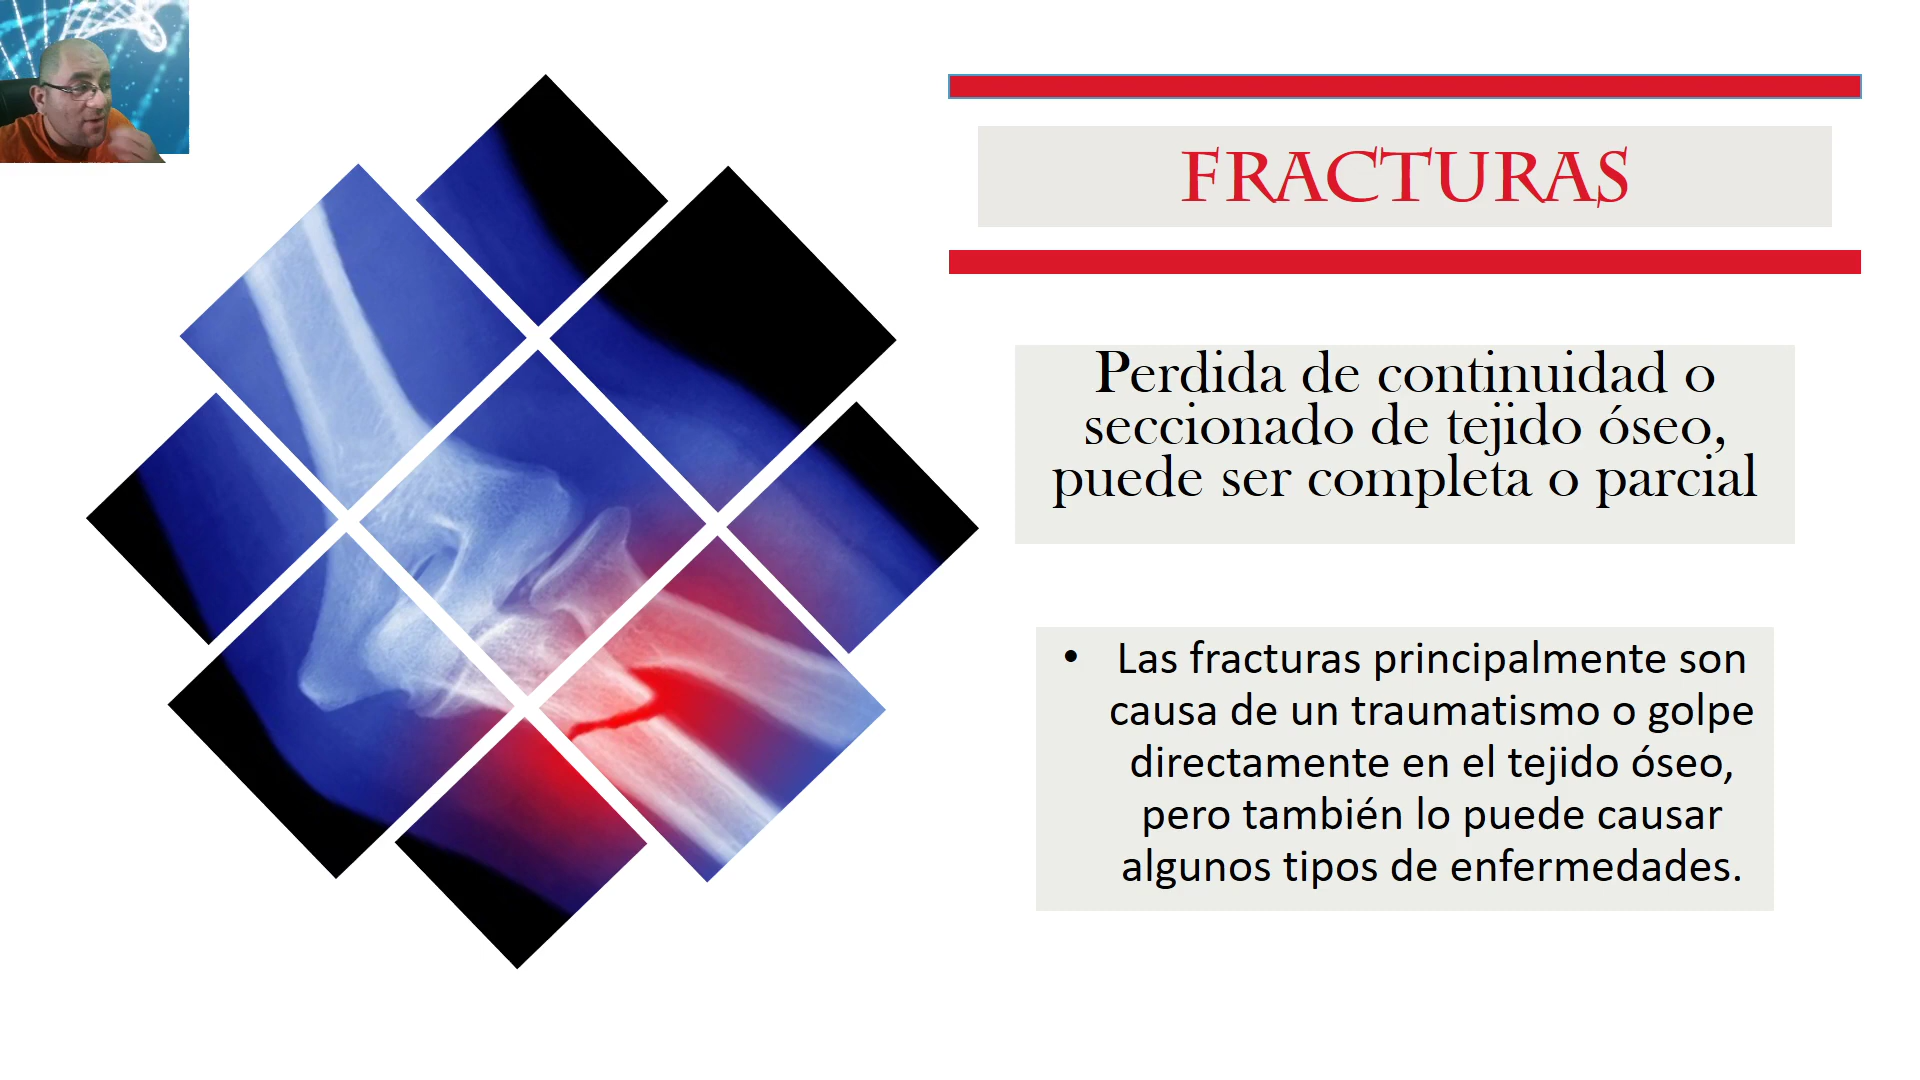 FRACTURAS
Perdida de continuidad o
seccionado de tejido óseo,
puede ser completa o parcial
• Las fracturas principalmente son
causa de un traumatismo o golpe
directamente en el tejido óseo,
pero también lo puede causar
algunos tipos de enfermedades.